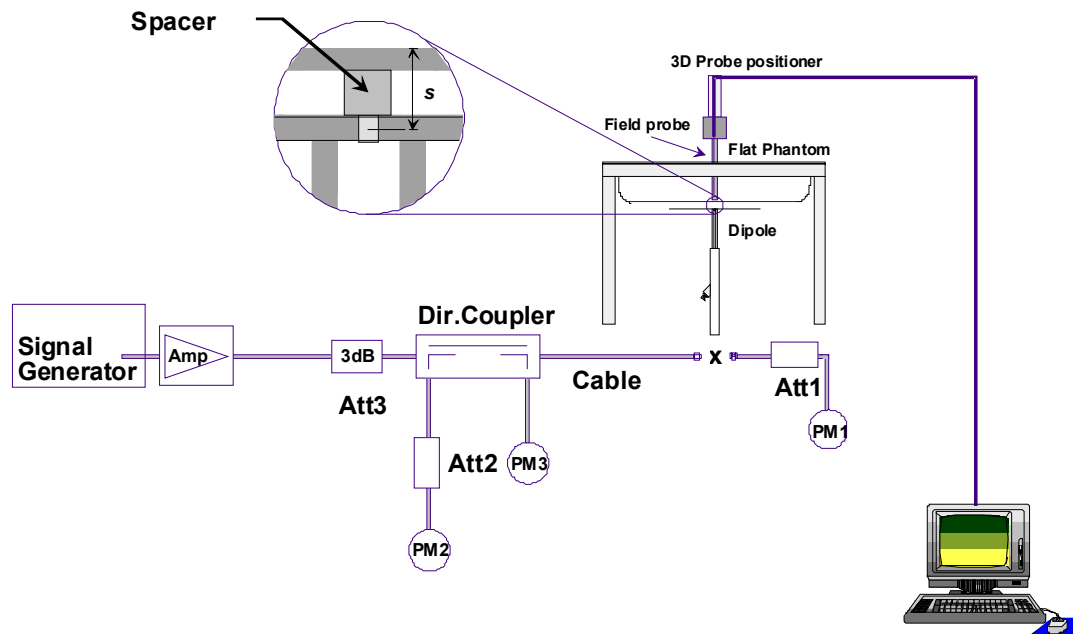 Spacer
s
3D Probe positioner
Field probe
Flat Phantom
Dipole
Dir.Coupler
Signal
Generator
Amp
3dB
Att3
Cable
x
Att1
PM1
Att2
PM3
PM2